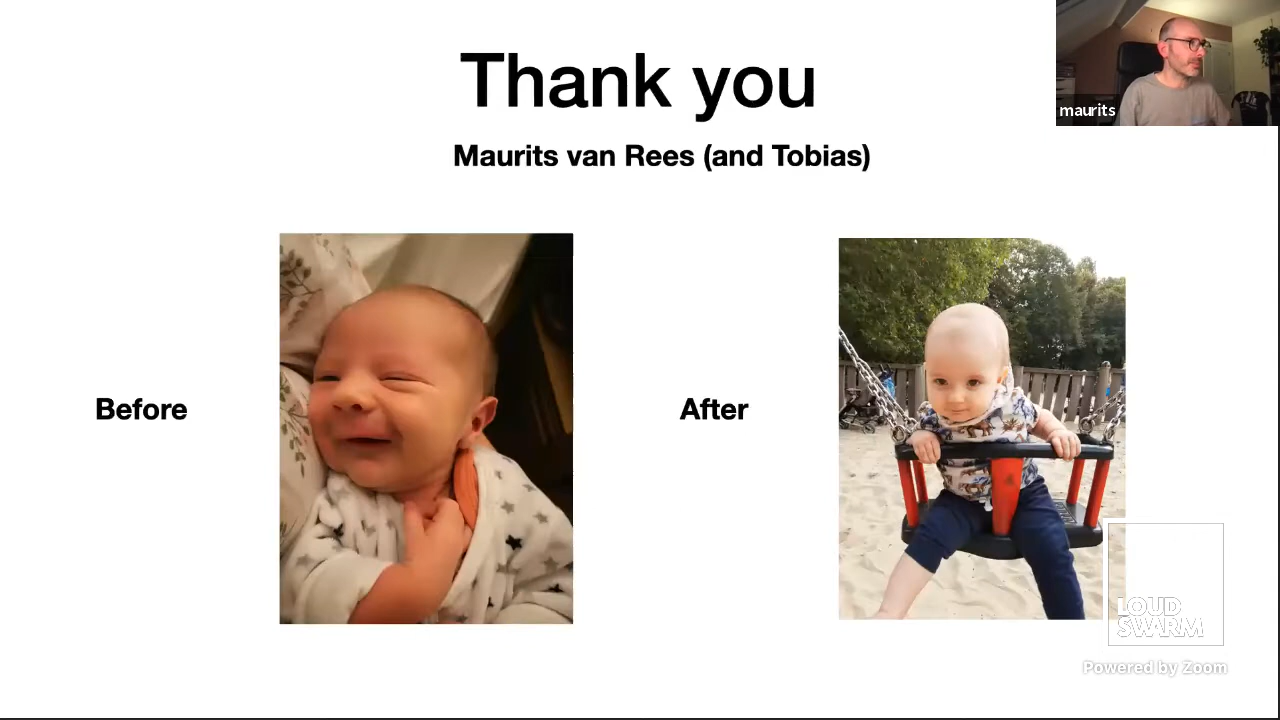 Thank you
maurits
Maurits van Rees (and Tobias)
Before
After
LOUD
SWARM
Powered by Zoom